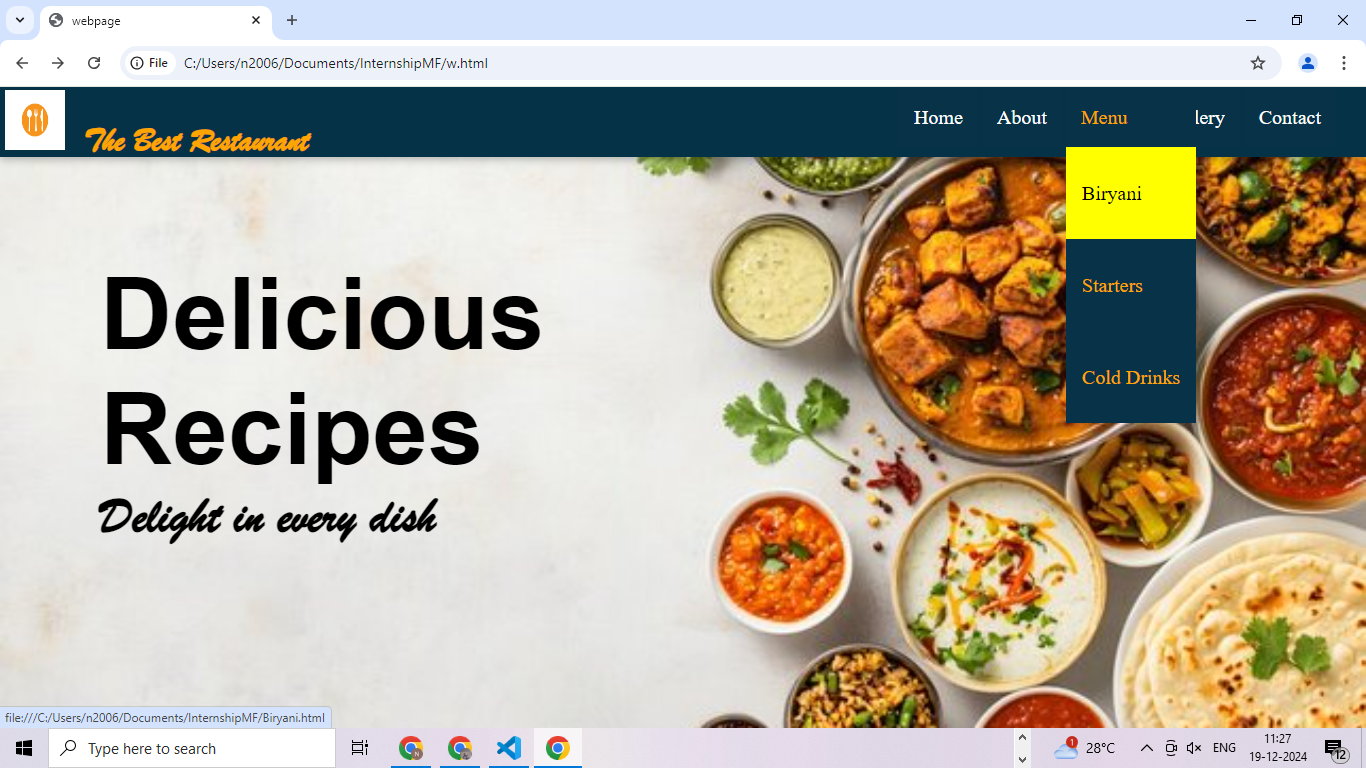 webpage
File
C:/Users/n2006/Documents/InternshipMF/w.html
The Best Restaurant
Home About Menu lery Contact
Biryani
Starters
Cold Drinks
Delicious
Recipes
Delight in every dish
file:///C:/Users/n2006/Documents/InternshipMF/Biryani.html
Type here to search
N
1
28°C
ENG
11:27
19-12-2024
12